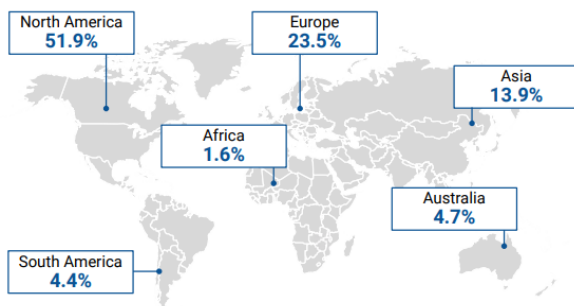 North America
51.9%
Europe
23.5%
Asia
13.9%
Africa
1.6%
Australia
4.7%
South America
4.4%